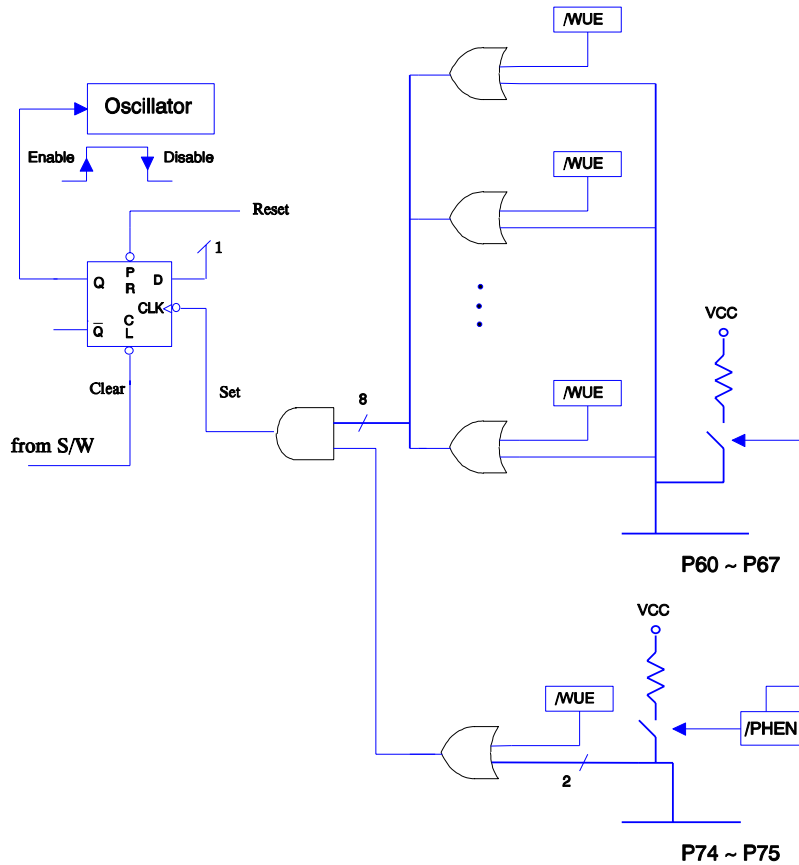 /WUE
Oscillator
Enable
Disable
/WUE
Reset
1
Q
P
R
D
CLK
Q̅
C
L
VCC
Clear
Set
8
/WUE
from S/W
P60 ~ P67
VCC
/WUE
/PHEN
2
P74 ~ P75